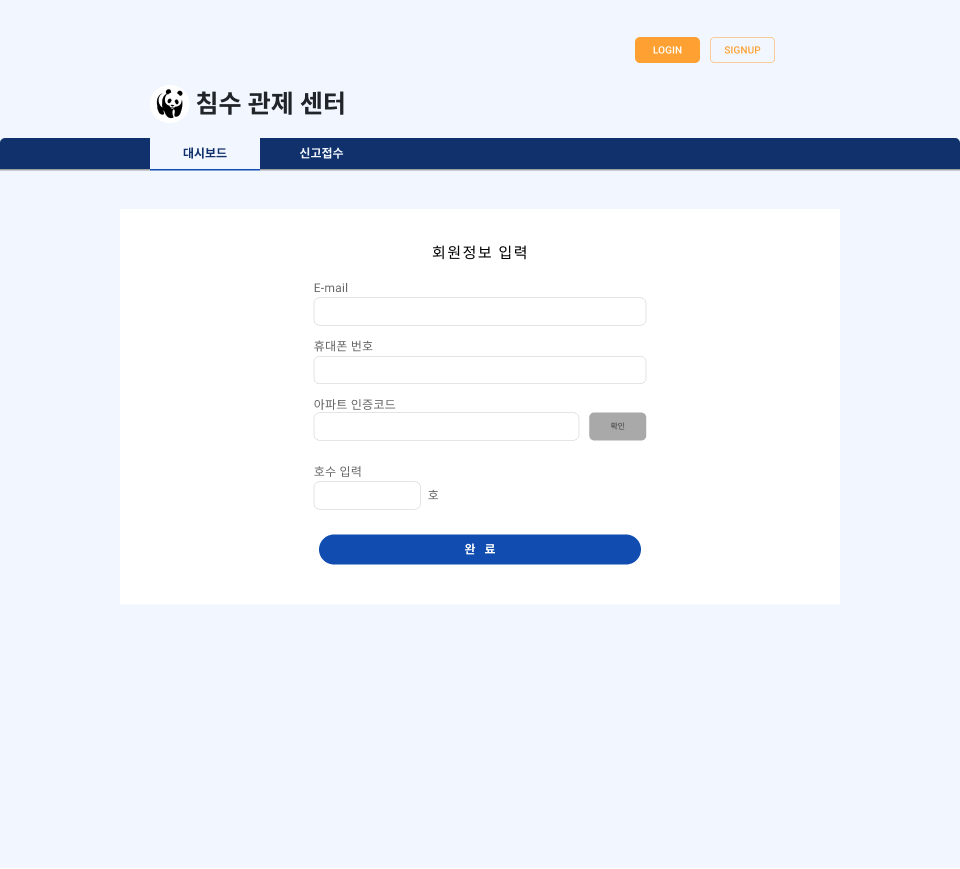 LOGIN SIGNUP
침수 관제 센터
대시보드 신고접수
회원정보 입력
E-mail
휴대폰 번호
아파트 인증코드
확인
호수 입력
호
완 료